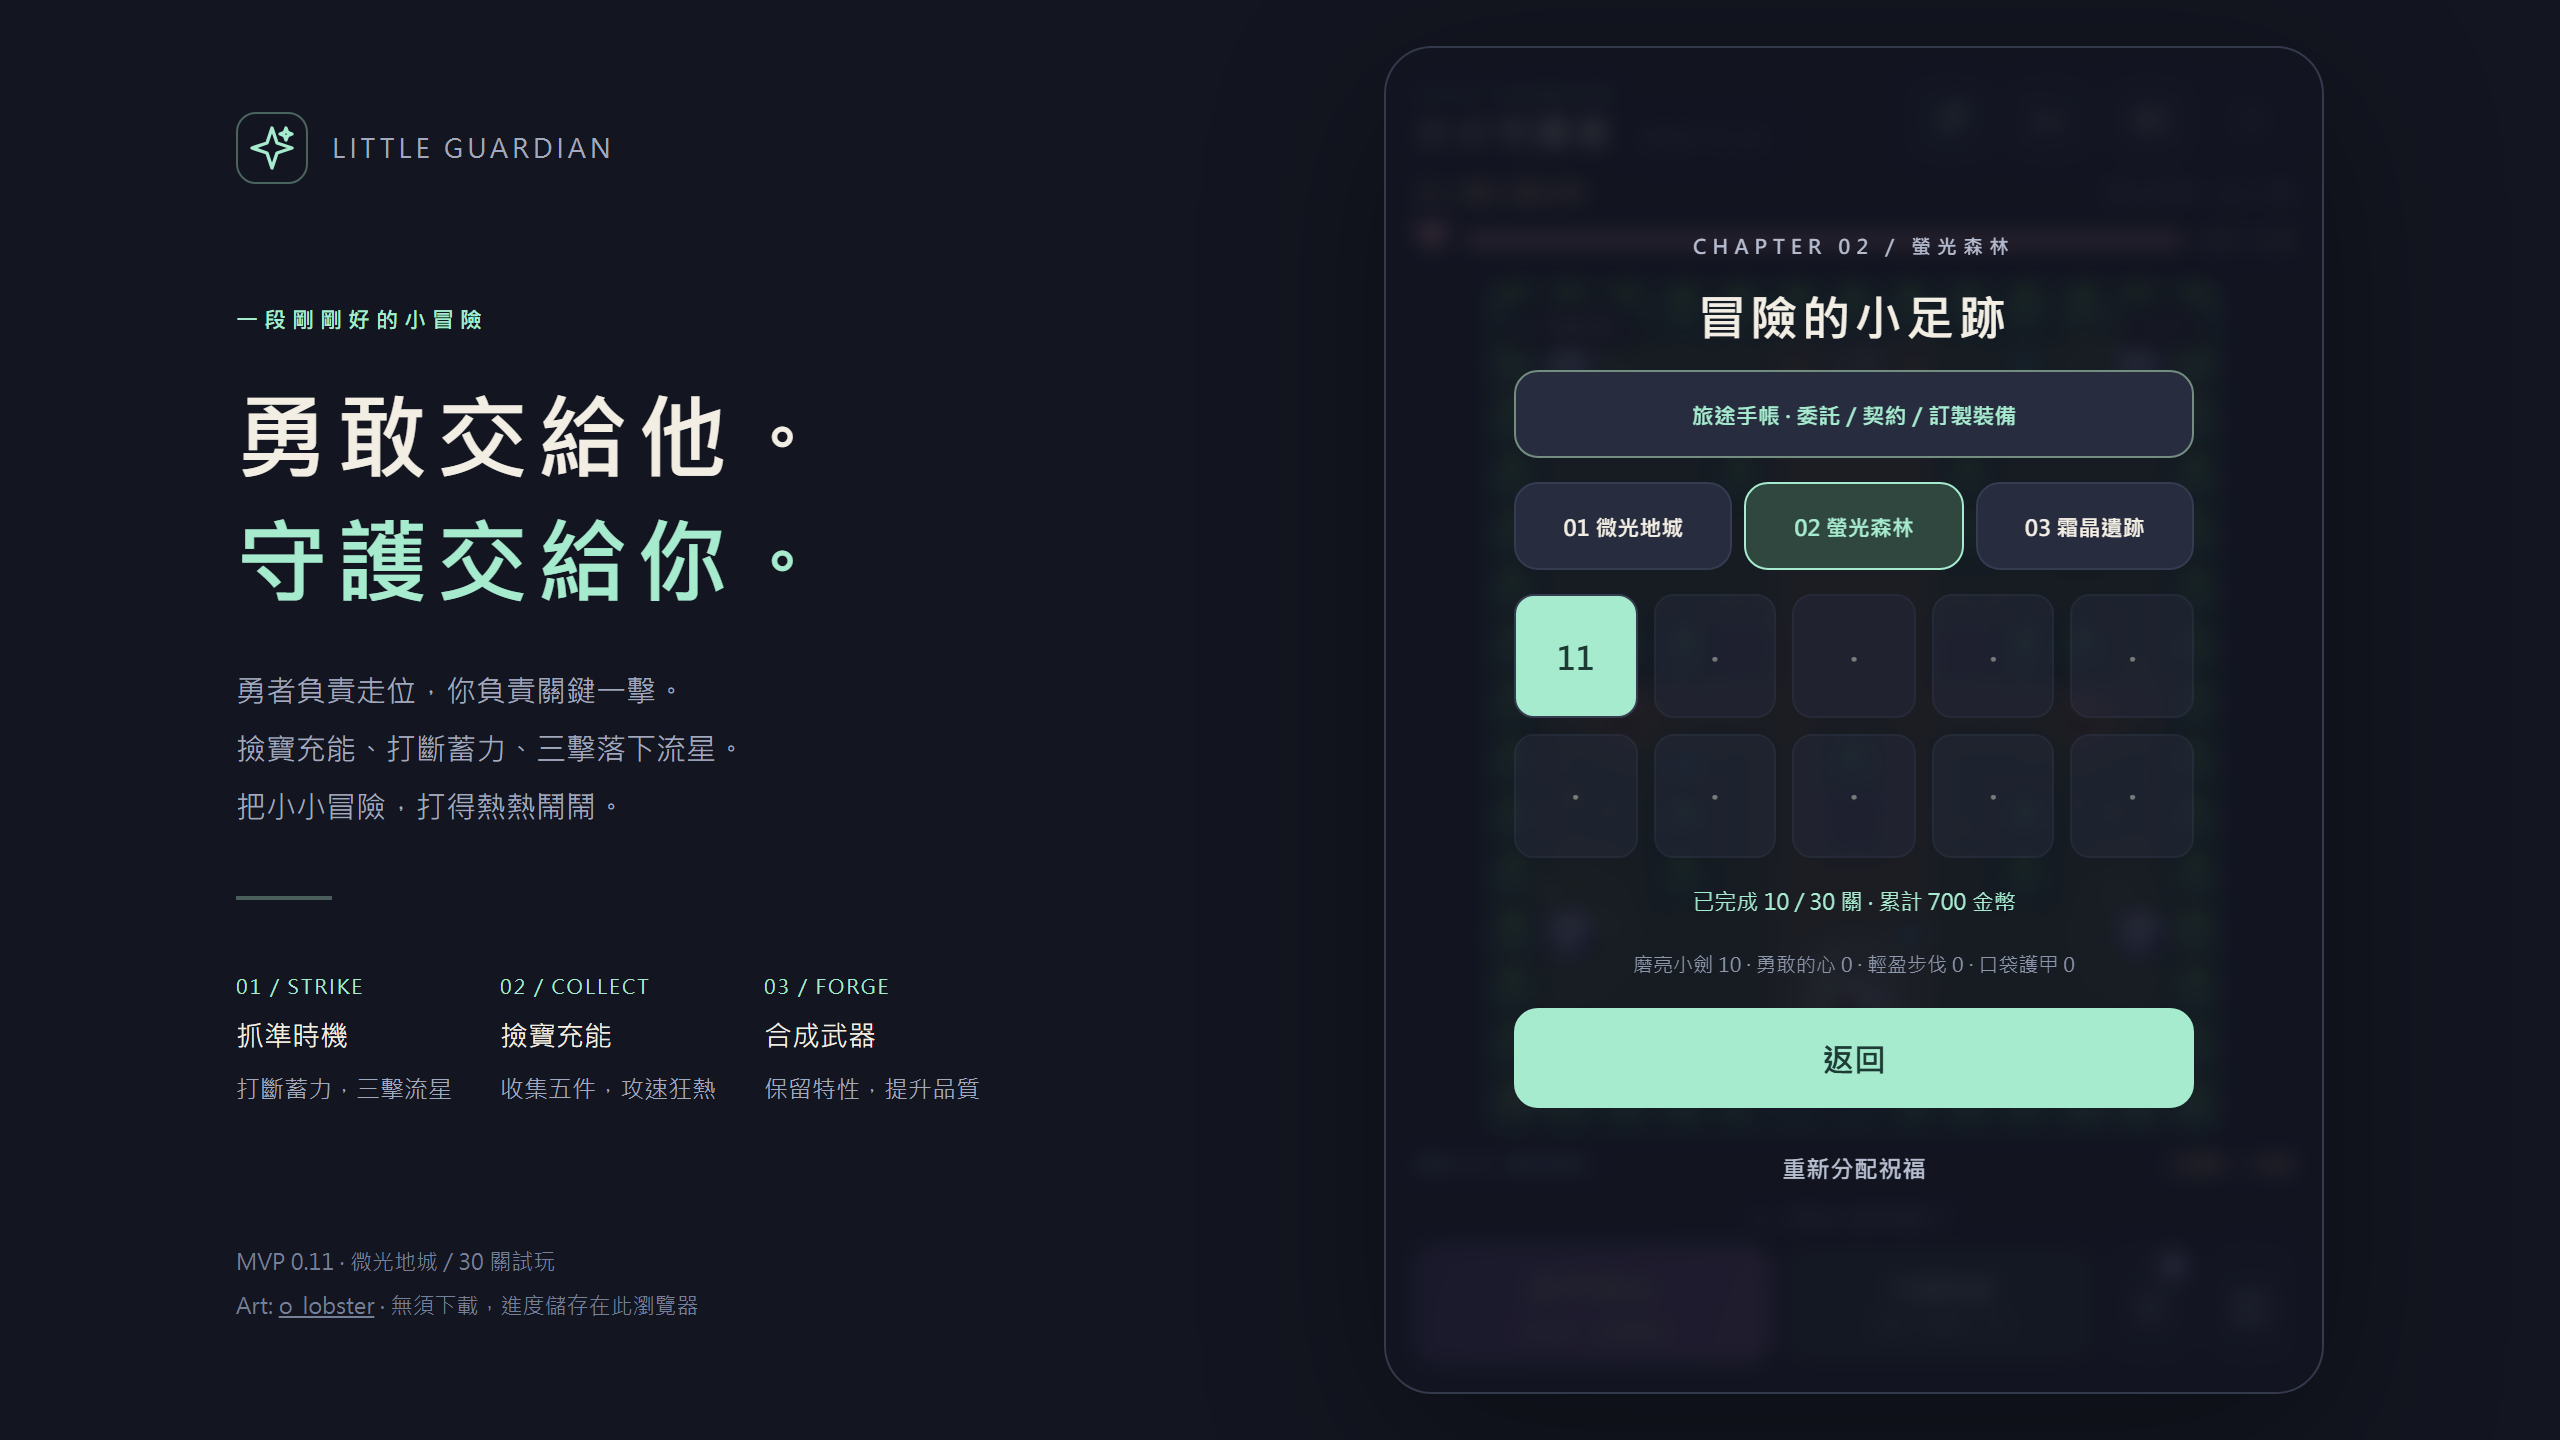 LITTLE GUARDIAN
一段剛剛好的小冒險
勇敢交給他。
守護交給你。
勇者負責走位，你負責關鍵一擊。
撿寶充能、打斷蓄力、三擊落下流星。
把小小冒險，打得熱熱鬧鬧。
01 / STRIKE
抓準時機
打斷蓄力，三擊流星
02 / COLLECT
撿寶充能
收集五件，攻速狂熱
03 / FORGE
合成武器
保留特性，提升品質
MVP 0.11 · 微光地城 / 30 關試玩
Art: o_lobster · 無須下載，進度儲存在此瀏覽器
CHAPTER 02 / 螢光森林
冒險的小足跡
旅途手帳 · 委託 / 契約 / 訂製裝備
01 微光地城
02 螢光森林
03 霜晶遺跡
11
已完成 10 / 30 關 · 累計 700 金幣
磨亮小劍 10 · 勇敢的心 0 · 輕盈步伐 0 · 口袋護甲 0
返回
重新分配祝福